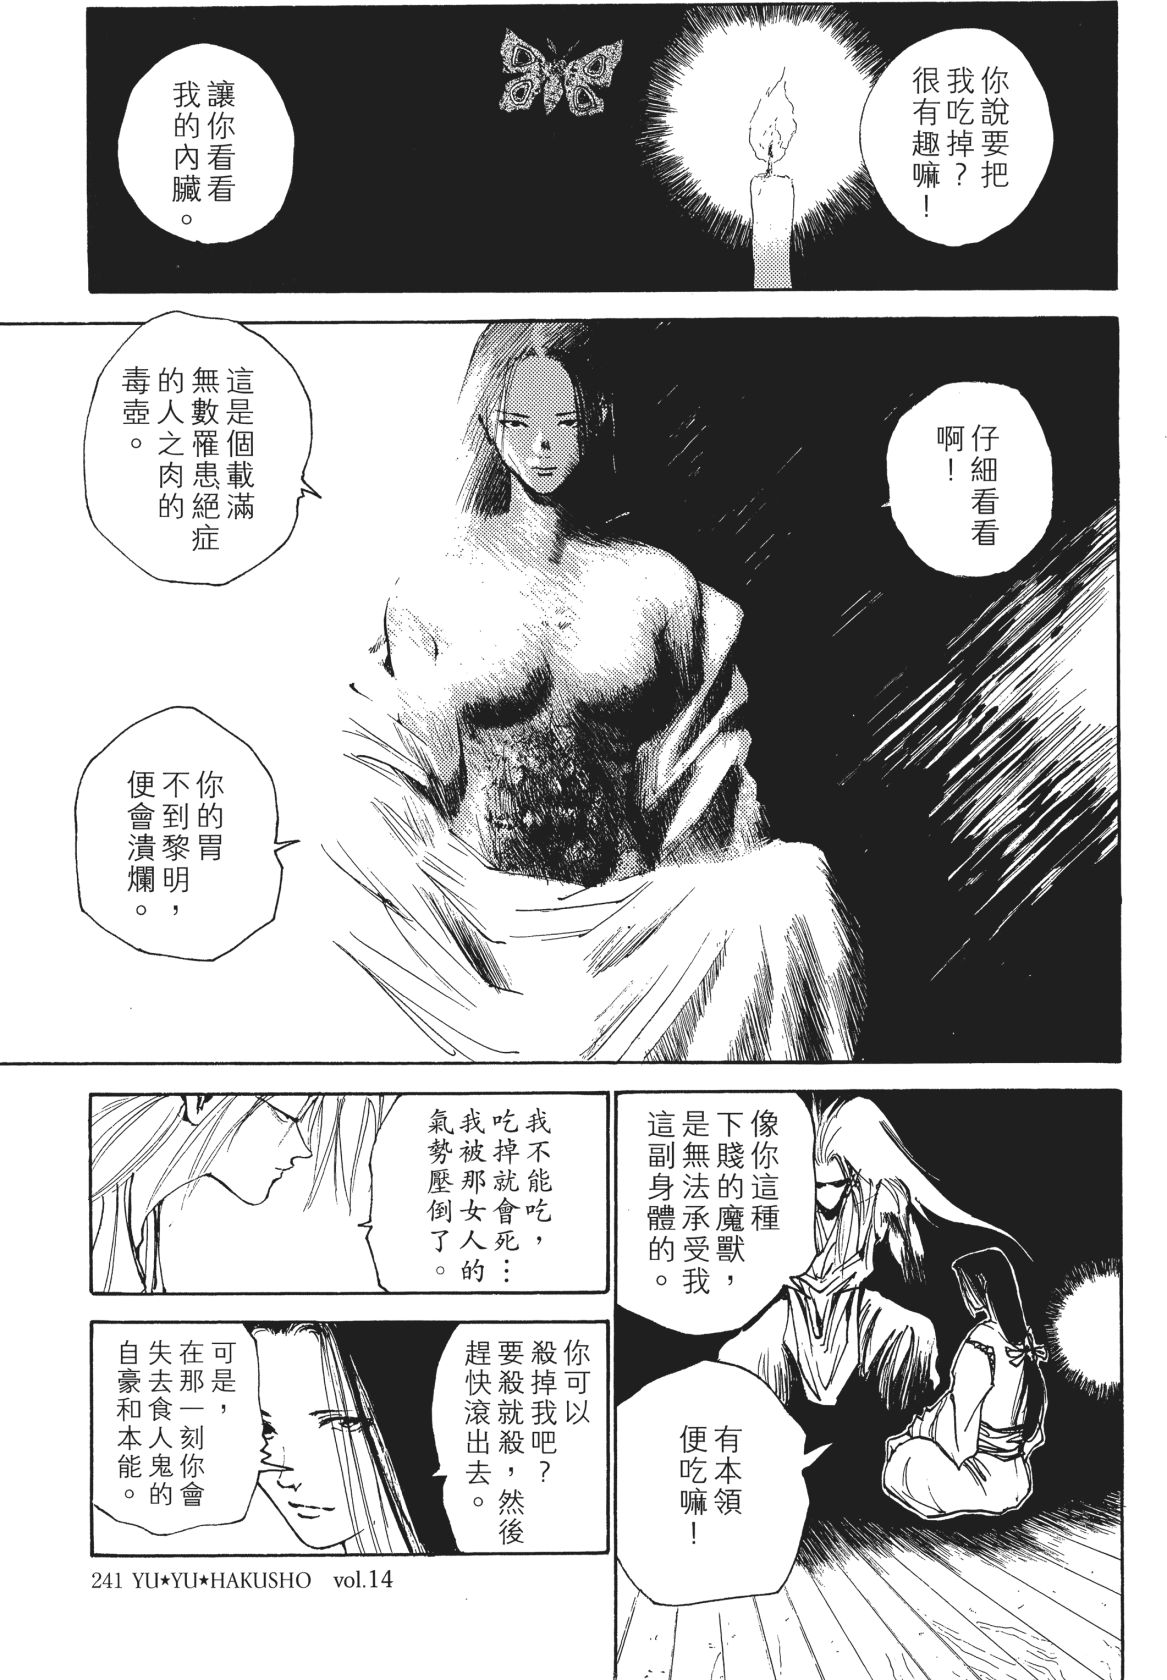 你說要把
我吃掉？
很有趣嘛！
讓你看看
我的內臟。
仔細看看
啊！
這是個載滿
無數罹患絕症
的人之肉的
毒壺。
你的胃
不到黎明，
便會潰爛。
像你這種
下賤的魔獸，
是無法承受我
這副身體的。
有本領
便吃嘛！
我不能吃，
吃掉就會死…
我被那女人的
氣勢壓倒了。
你可以
殺掉我吧？
要殺就殺，然後
趕快滾出去。
可是，
在那一刻你會
失去食人鬼的
自豪和本能。
241 YU★YU★HAKUSHO vol.14